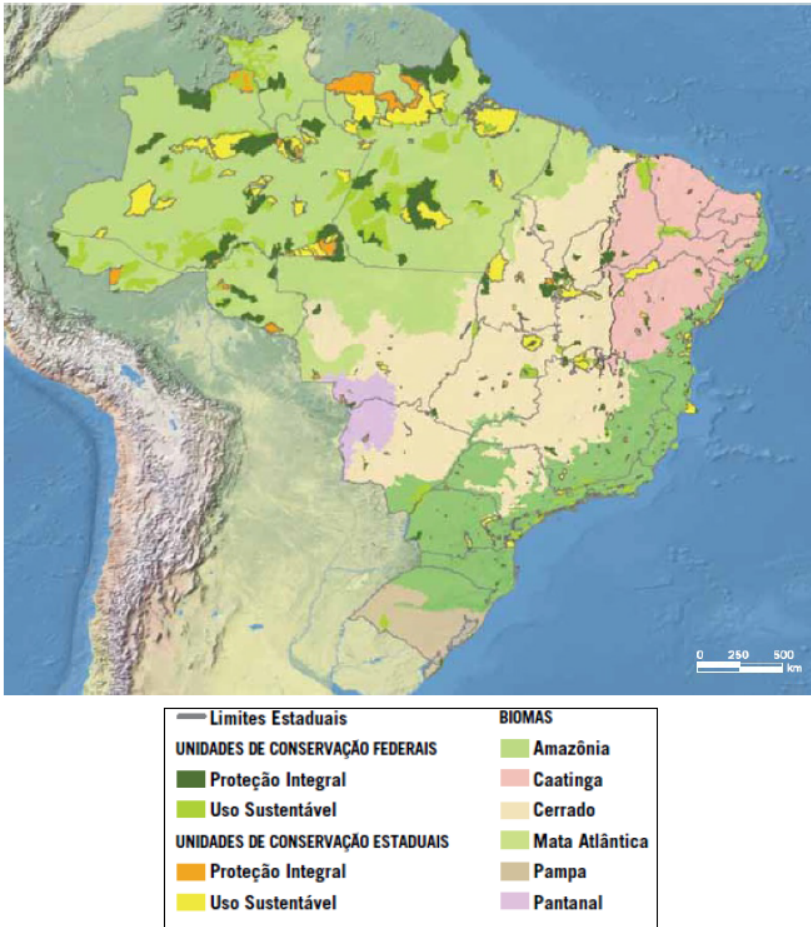 0 250 500
km
Limites Estaduais
UNIDADES DE CONSERVAÇÃO FEDERAIS
Proteção Integral
Uso Sustentável
UNIDADES DE CONSERVAÇÃO ESTADUAIS
Proteção Integral
Uso Sustentável
BIOMAS
Amazônia
Caatinga
Cerrado
Mata Atlântica
Pampa
Pantanal